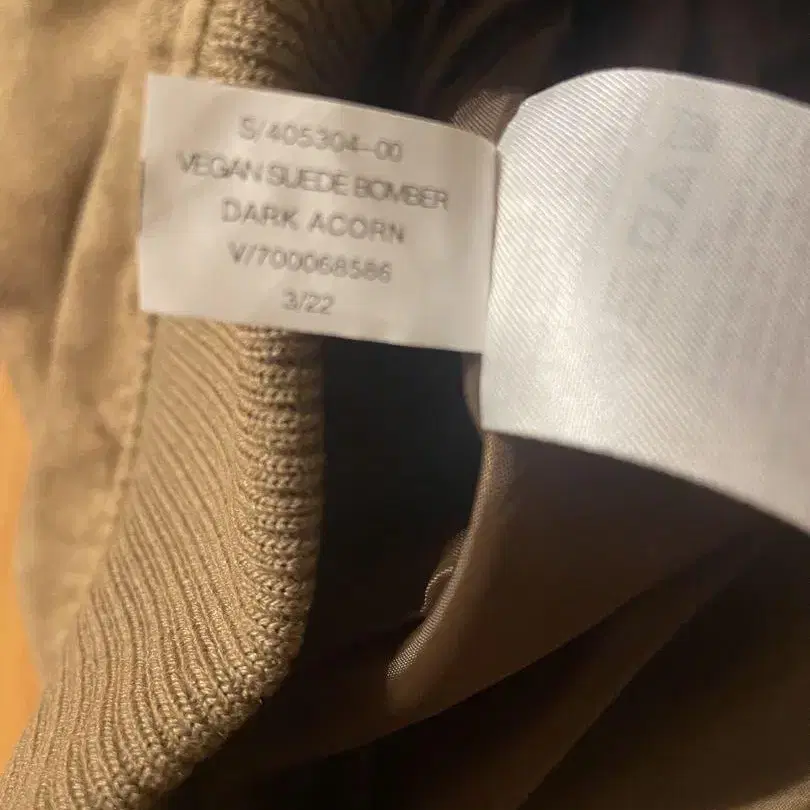 S/405304-00
VEGAN SUEDE BOMBER
DARK ACORN
V/700068586
3/22